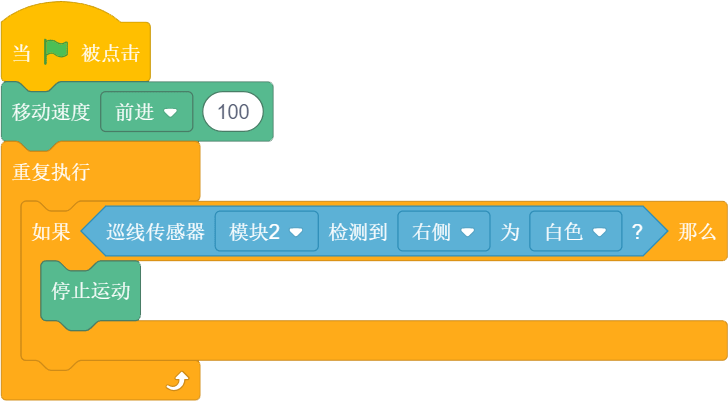 当 被点击
移动速度 前进 100
重复执行
如果 巡线传感器 模块2 检测到 右侧 为 白色 ? 那么
停止运动